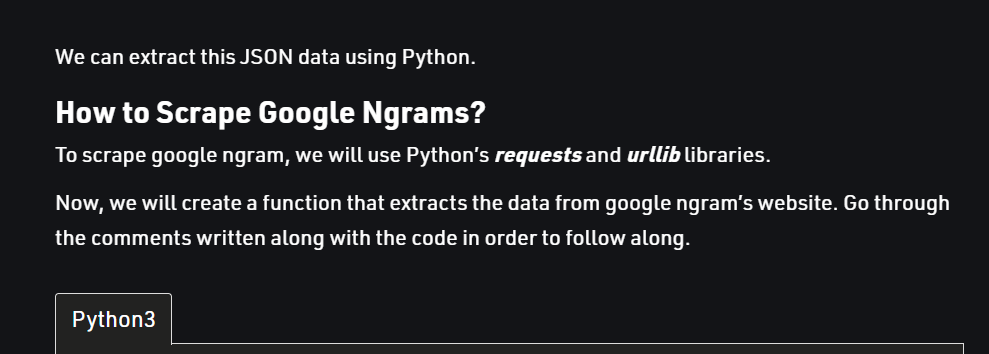 We can extract this JSON data using Python.
How to Scrape Google Ngrams?
To scrape google ngram, we will use Python’s requests and urllib libraries.
Now, we will create a function that extracts the data from google ngram’s website. Go through
the comments written along with the code in order to follow along.
Python3